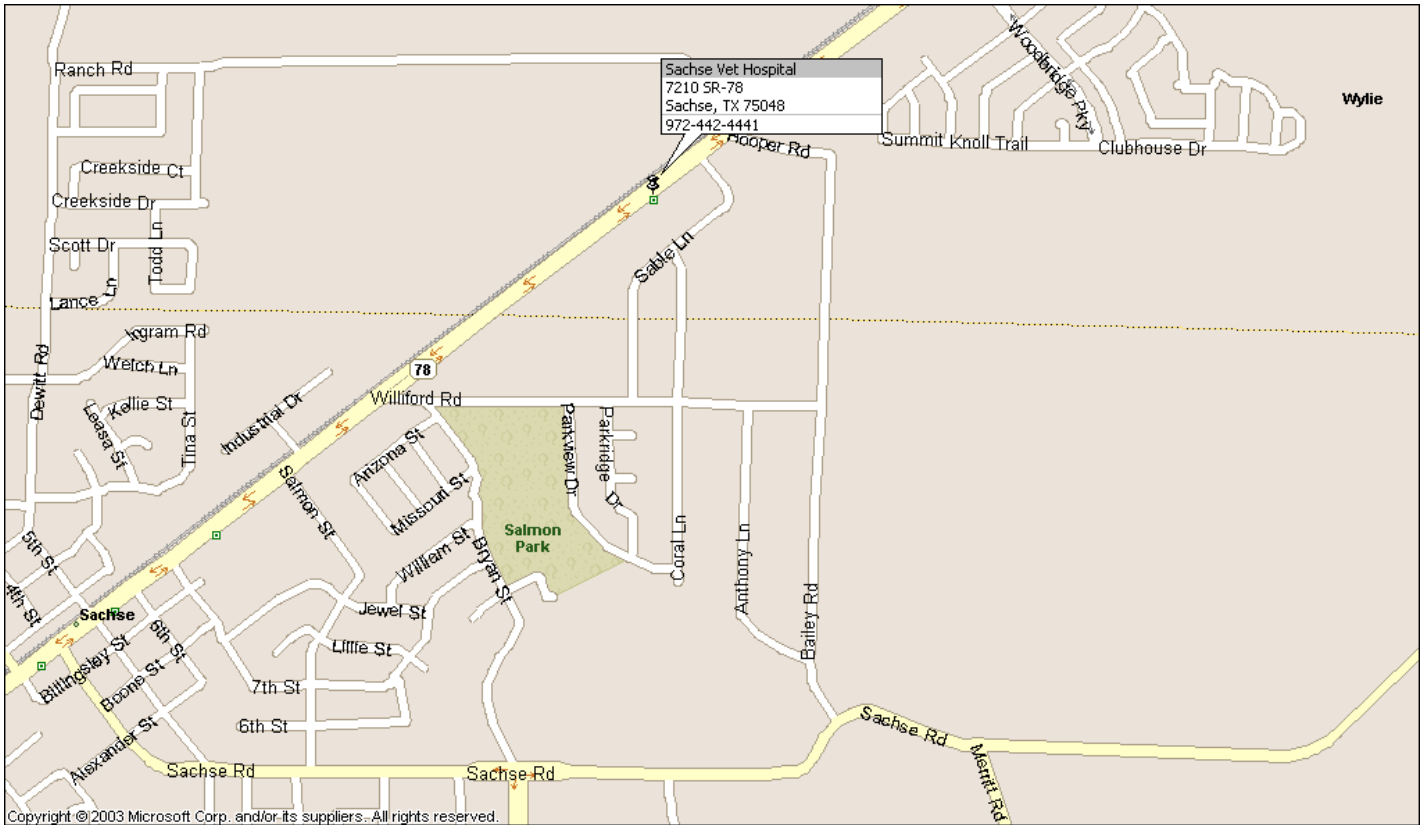 Ranch Rd
Sachse Vet Hospital
7210 SR-78
Sachse, TX 75048
972-442-4441
Woodbridge Pky
Wylie
Hooper Rd
Summit Knoll Trail
Clubhouse Dr
Creekside Ct
Creekside Dr
Scott Dr
Todd Ln
Lance Ln
Sable Ln
Ingram Rd
Welch Ln
Dewitt Rd
78
Kellie St
Leasa St
Tina St
Industrial Dr
Williford Rd
Arizona St
Missouri St
Parkview Dr
Parkridge Dr
Salmon St
Salmon
Park
William St
Bryan St
Coral Ln
Anthony Ln
Bailey Rd
5th St
4th St
Sachse
Jewel St
Lillie St
6th St
Billingsley St
Boone St
7th St
6th St
Alexander St
Sachse Rd
Sachse Rd
Sachse Rd
Merritt Rd
Copyright © 2003 Microsoft Corp. and/or its suppliers. All rights reserved.